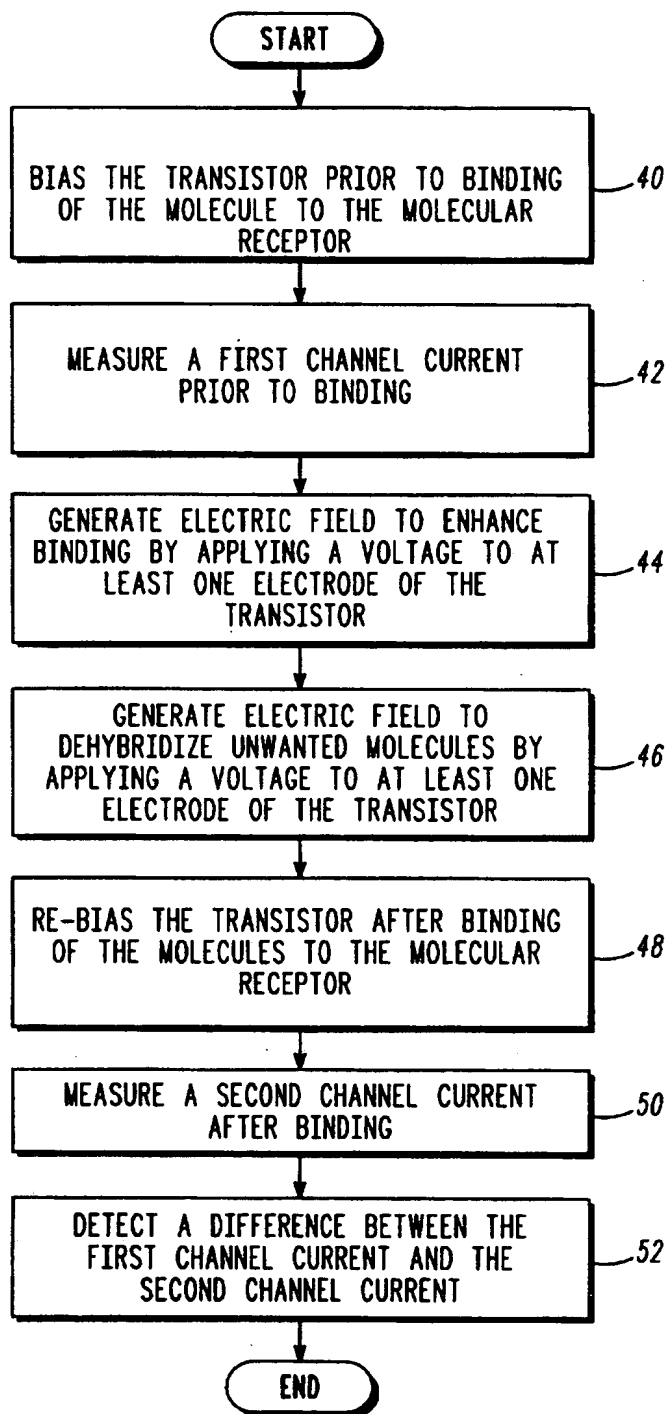 START
BIAS THE TRANSISTOR PRIOR TO BINDING
OF THE MOLECULE TO THE MOLECULAR
RECEPTOR
40
MEASURE A FIRST CHANNEL CURRENT
PRIOR TO BINDING
42
GENERATE ELECTRIC FIELD TO ENHANCE
BINDING BY APPLYING A VOLTAGE TO AT
LEAST ONE ELECTRODE OF THE
TRANSISTOR
44
GENERATE ELECTRIC FIELD TO
DEHYBRIDIZE UNWANTED MOLECULES BY
APPLYING A VOLTAGE TO AT LEAST ONE
ELECTRODE OF THE TRANSISTOR
46
RE-BIAS THE TRANSISTOR AFTER BINDING
OF THE MOLECULES TO THE MOLECULAR
RECEPTOR
48
MEASURE A SECOND CHANNEL CURRENT
AFTER BINDING
50
DETECT A DIFFERENCE BETWEEN THE
FIRST CHANNEL CURRENT AND THE
SECOND CHANNEL CURRENT
52
END